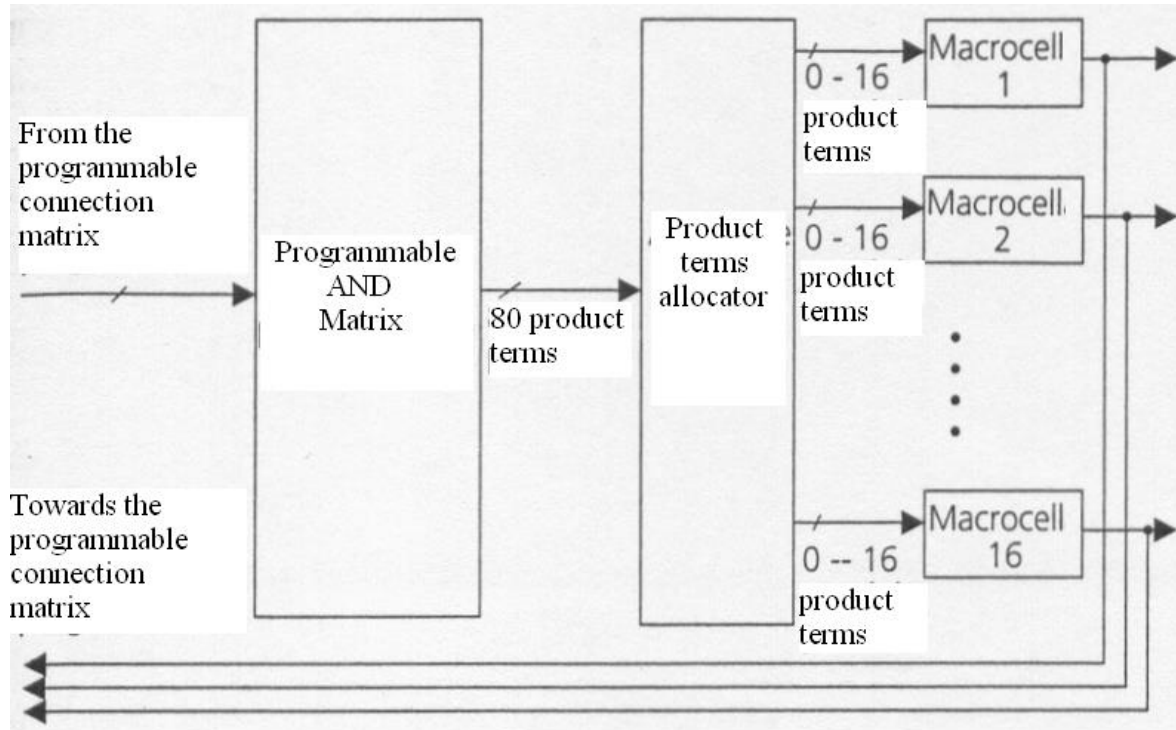 From the
programmable
connection
matrix
Programmable
AND
Matrix
80 product
terms
Product
terms
allocator
0 - 16
product
terms
Macrocell
1
0 - 16
product
terms
Macrocell
2
0 -- 16
product
terms
Macrocell
16
Towards the
programmable
connection
matrix